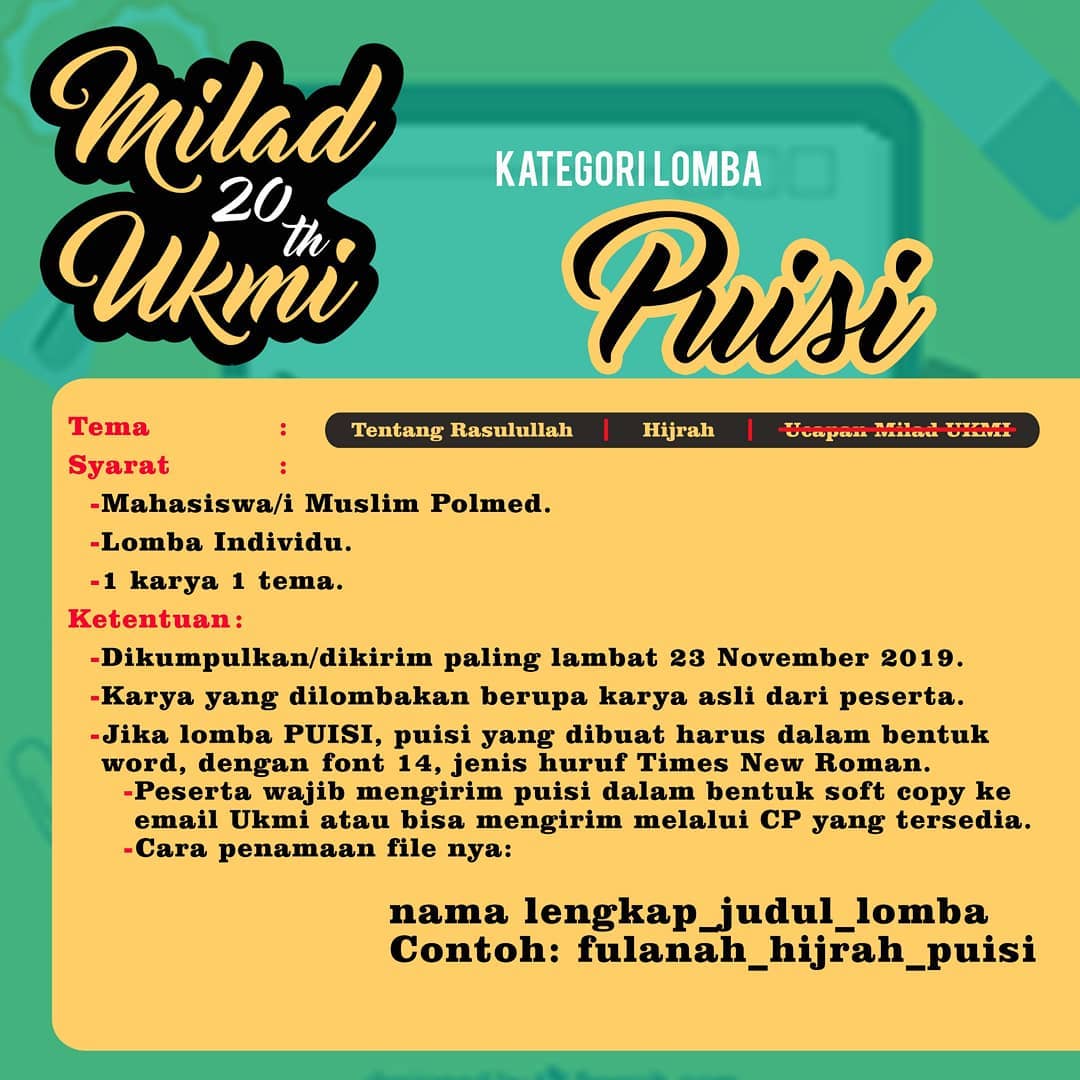 Milad
20
th
Ukmi
KATEGORI LOMBA
Puisi
Tema : Tentang Rasulullah | Hijrah | Ucapan Milad UKMI
Syarat :
-Mahasiswa/i Muslim Polmed.
-Lomba Individu.
-1 karya 1 tema.
Ketentuan:
-Dikumpulkan/dikirim paling lambat 23 November 2019.
-Karya yang dilombakan berupa karya asli dari peserta.
-Jika lomba PUISI, puisi yang dibuat harus dalam bentuk
word, dengan font 14, jenis huruf Times New Roman.
-Peserta wajib mengirim puisi dalam bentuk soft copy ke
email Ukmi atau bisa mengirim melalui CP yang tersedia.
-Cara penamaan file nya:
nama lengkap_judul_lomba
Contoh: fulanah_hijrah_puisi